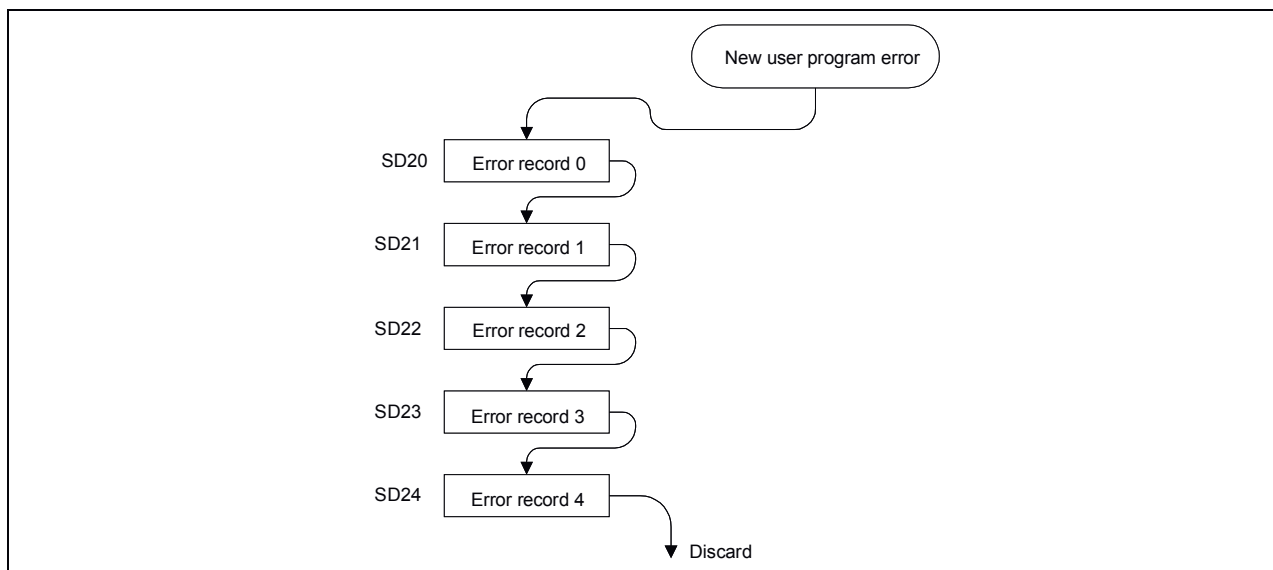 New user program error
SD20 Error record 0
SD21 Error record 1
SD22 Error record 2
SD23 Error record 3
SD24 Error record 4
Discard